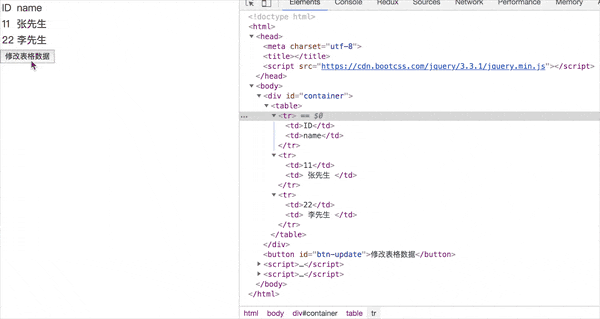 ID name
11 张先生
22 李先生
修改表格数据
Elements Console Redux Sources Network Performance Memory Application
<!doctype html>
<html>
▼<head>
<meta charset="utf-8">
<title></title>
<script src="https://cdn.bootcss.com/jquery/3.3.1/jquery.min.js"></script>
</head>
▼<body>
▼<div id="container">
▼<table>
… ▼<tr> == $0
<td>ID</td>
<td>name</td>
</tr>
▼<tr>
<td>11</td>
<td> 张先生 </td>
</tr>
▼<tr>
<td>22</td>
<td> 李先生 </td>
</tr>
</table>
</div>
<button id="btn-update">修改表格数据</button>
▶<script>…</script>
▶<script>…</script>
</body>
</html>
html body div#container table tr